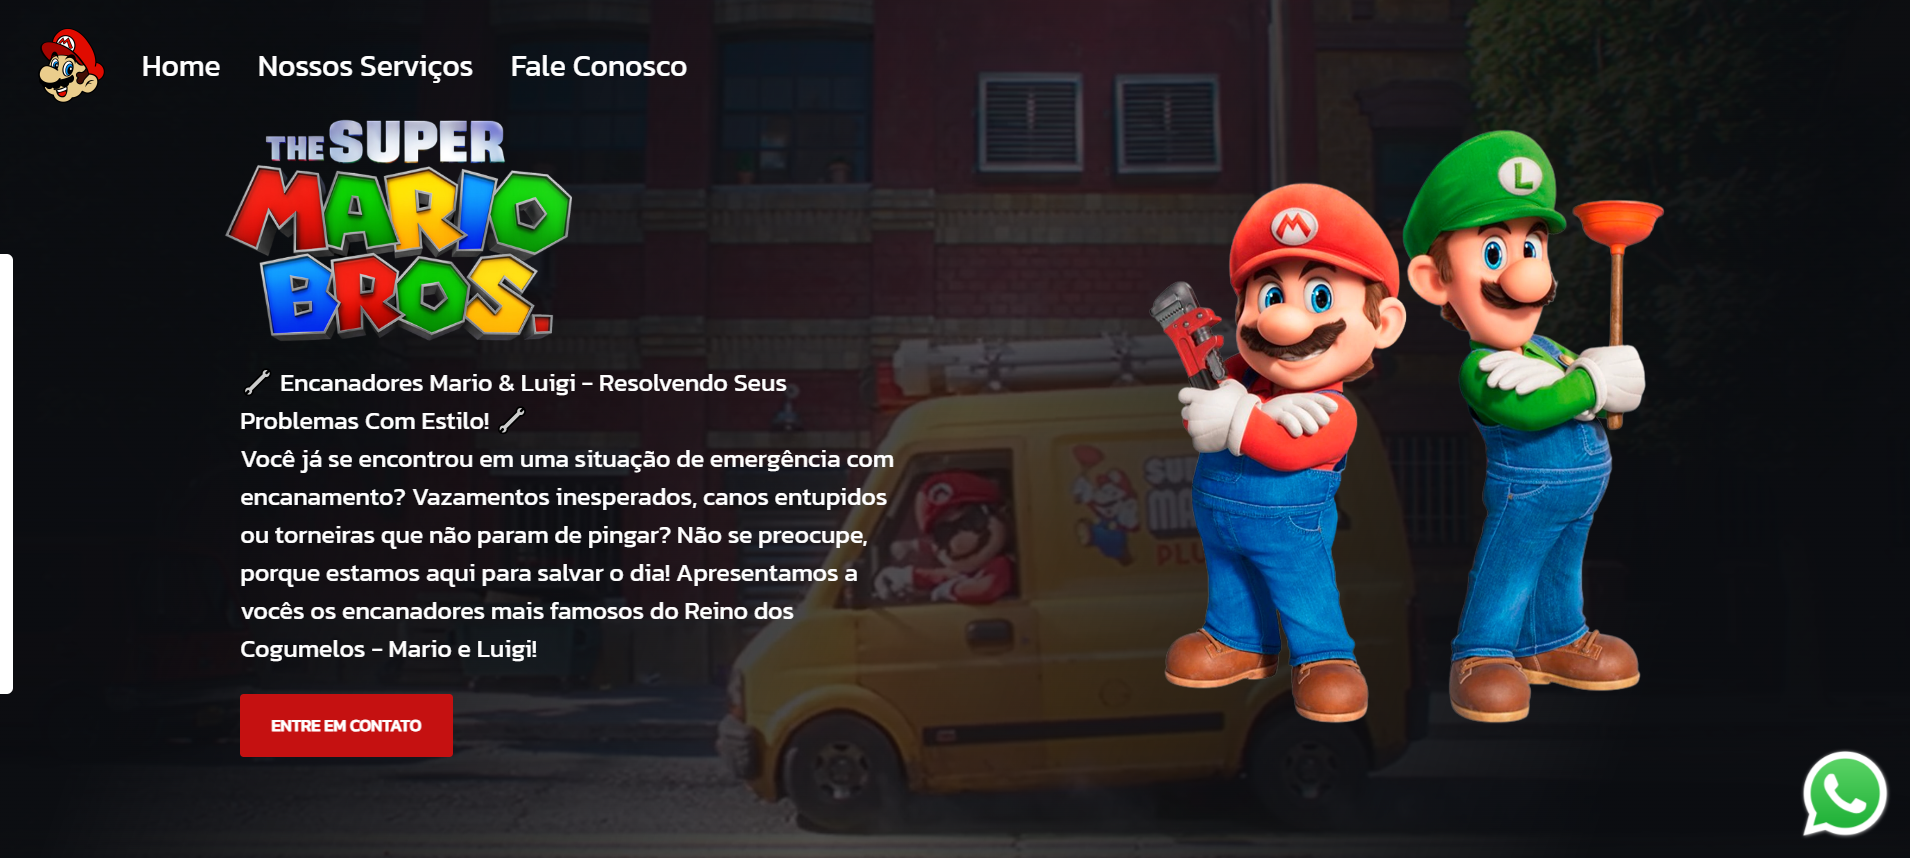 Home Nossos Serviços Fale Conosco
THE SUPER
MARIO
BROS.
Encanadores Mario & Luigi - Resolvendo Seus
Problemas Com Estilo!
Você já se encontrou em uma situação de emergência com
encanamento? Vazamentos inesperados, canos entupidos
ou torneiras que não param de pingar? Não se preocupe,
porque estamos aqui para salvar o dia! Apresentamos a
vocês os encanadores mais famosos do Reino dos
Cogumelos - Mario e Luigi!
ENTRE EM CONTATO
M
L
M